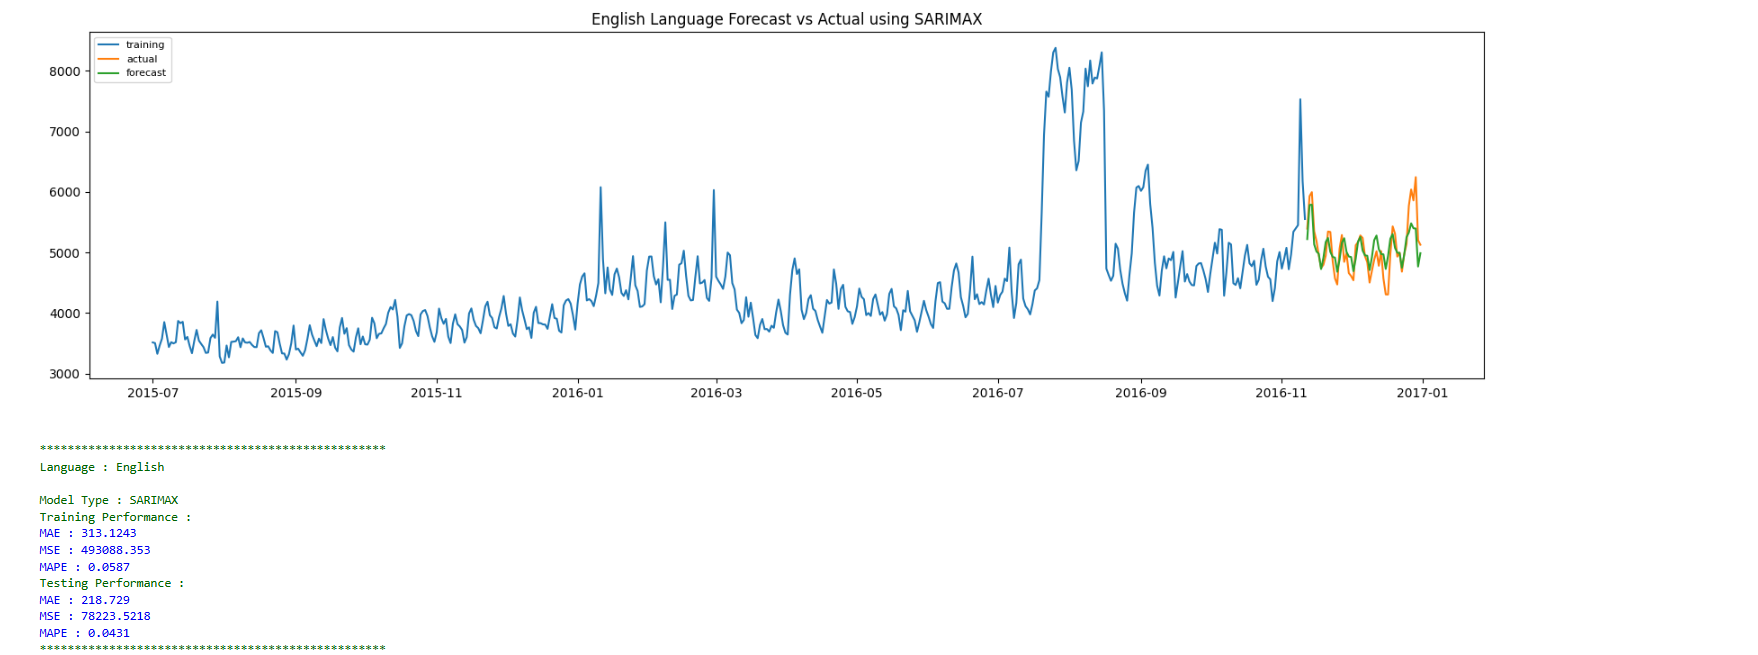 English Language Forecast vs Actual using SARIMAX
training
actual
forecast
8000
7000
6000
5000
4000
3000
2015-07 2015-09 2015-11 2016-01 2016-03 2016-05 2016-07 2016-09 2016-11 2017-01
**************************************************
Language : English
Model Type : SARIMAX
Training Performance :
MAE : 313.1243
MSE : 493088.353
MAPE : 0.0587
Testing Performance :
MAE : 218.729
MSE : 78223.5218
MAPE : 0.0431
**************************************************